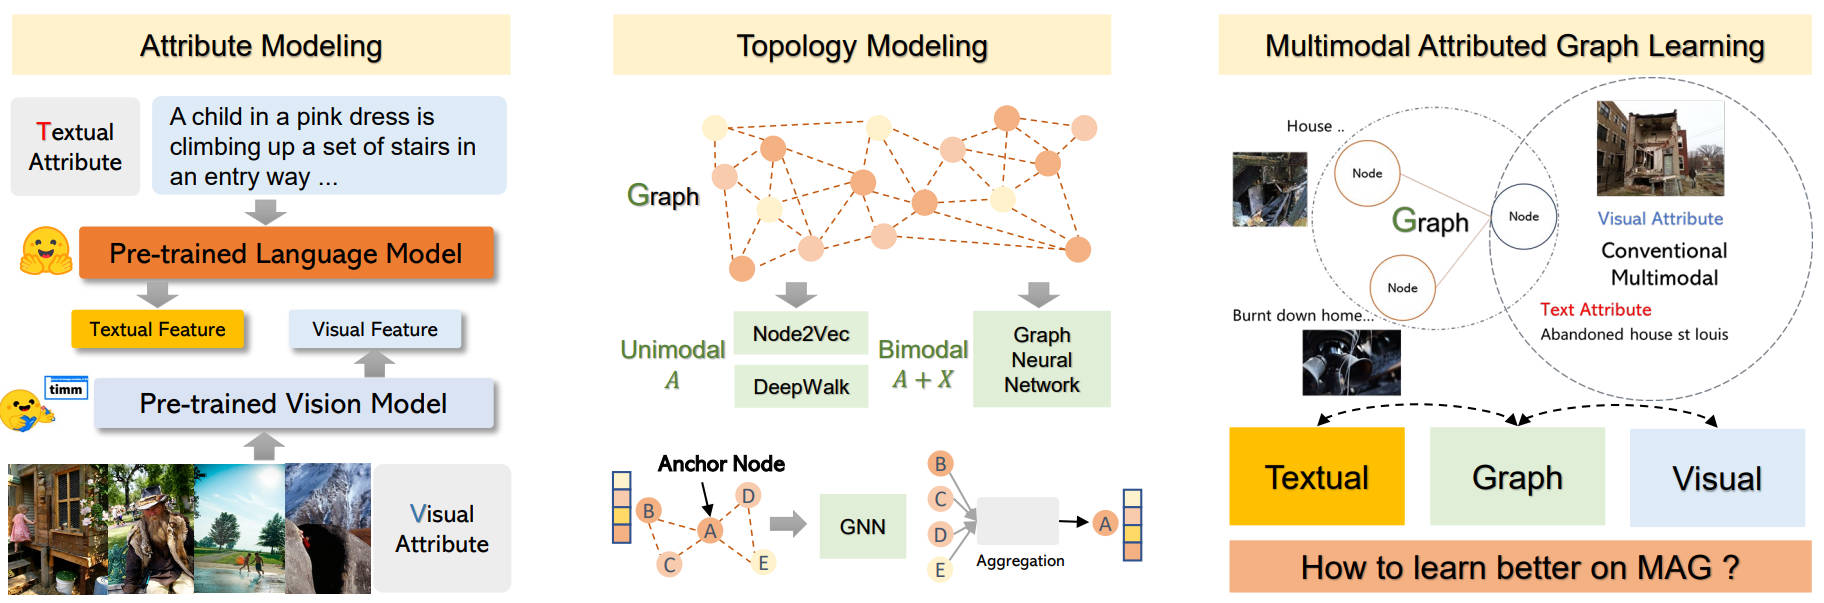 Attribute Modeling
Textual
Attribute
A child in a pink dress is
climbing up a set of stairs in
an entry way ...
Pre-trained Language Model
Textual Feature
Visual Feature
timm
Pre-trained Vision Model
Visual
Attribute
Topology Modeling
Graph
Unimodal
A
Node2Vec
DeepWalk
Bimodal
A + X
Graph
Neural
Network
Anchor Node
B
D
A
C
E
GNN
B
C
D
E
Aggregation
A
Multimodal Attributed Graph Learning
House ..
Node
Graph
Node
Node
Burnt down home...
Visual Attribute
Conventional
Multimodal
Text Attribute
Abandoned house st louis
Textual
Graph
Visual
How to learn better on MAG ?